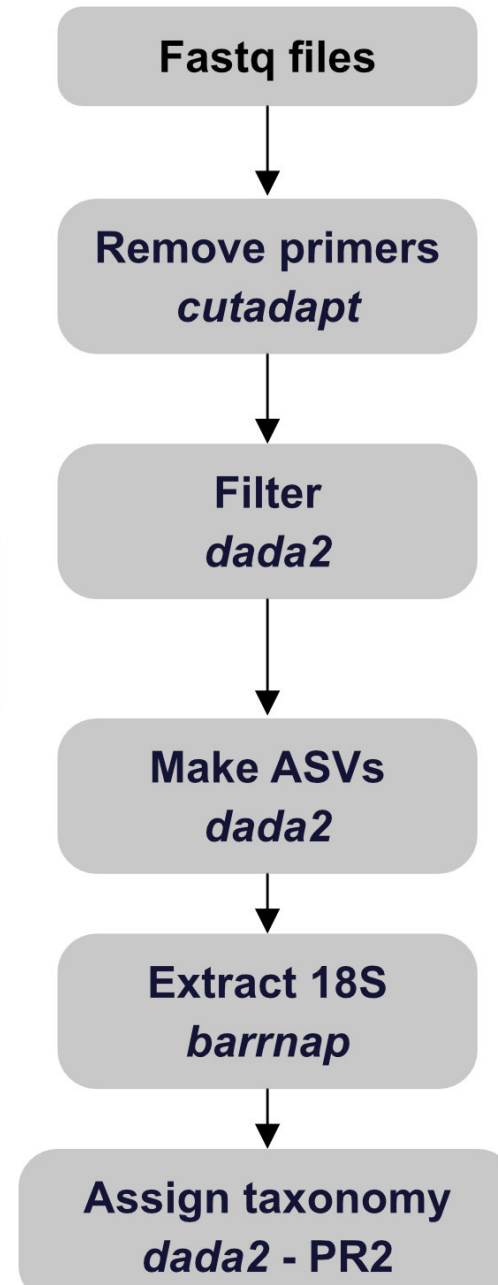 Fastq files
Remove primers
cutadapt
Filter
dada2
Make ASVs
dada2
Extract 18S
barrnap
Assign taxonomy
dada2 - PR2